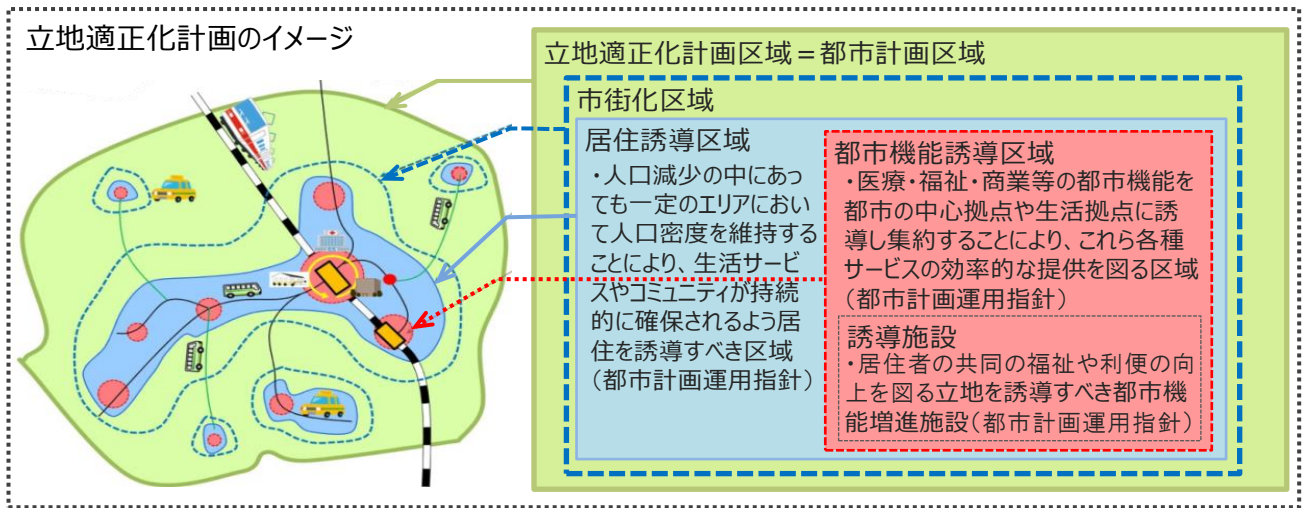 立地適正化計画のイメージ
立地適正化計画区域＝都市計画区域
市街化区域
居住誘導区域
・人口減少の中にあっ
ても一定のエリアにおい
て人口密度を維持する
ことにより、生活サービ
スやコミュニティが持続
的に確保されるよう居
住を誘導すべき区域
（都市計画運用指針）
都市機能誘導区域
・医療・福祉・商業等の都市機能を
都市の中心拠点や生活拠点に誘
導し集約することにより、これら各種
サービスの効率的な提供を図る区域
（都市計画運用指針）
誘導施設
・居住者の共同の福祉や利便の向
上を図る立地を誘導すべき都市機
能増進施設（都市計画運用指針）